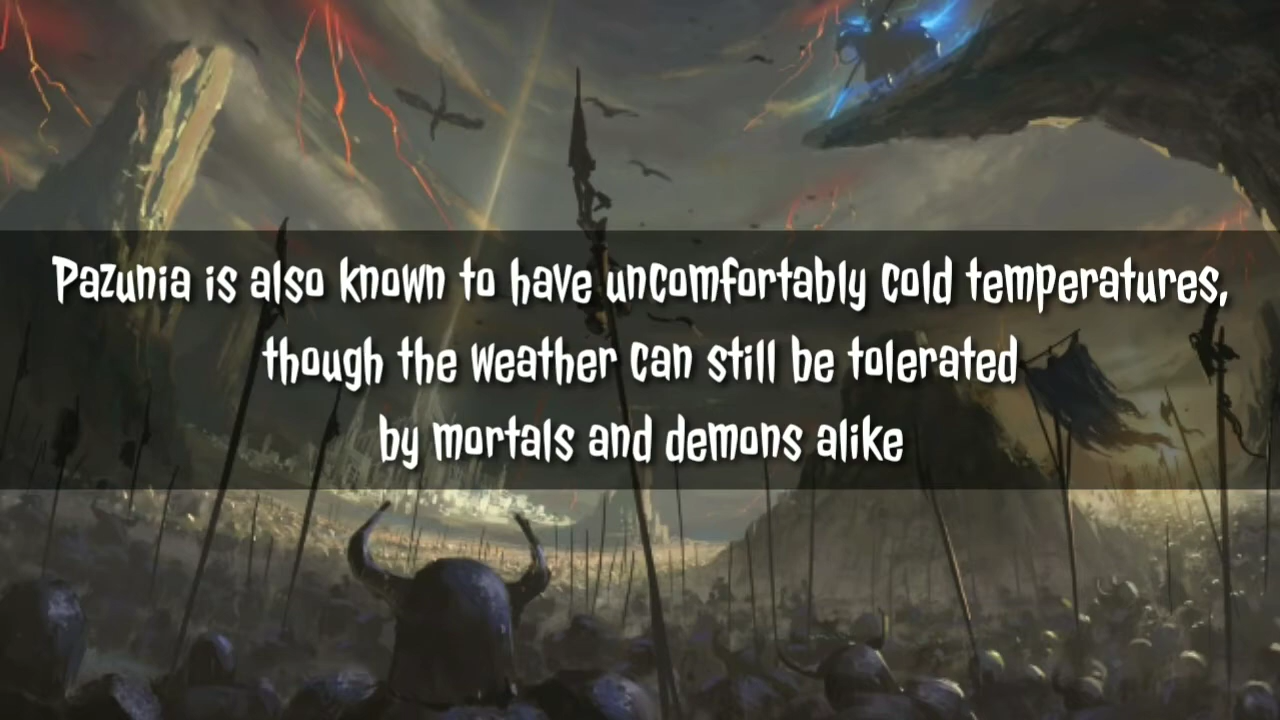 Pazunia is also known to have uncomfortably cold temperatures,
though the weather can still be tolerated
by mortals and demons alike